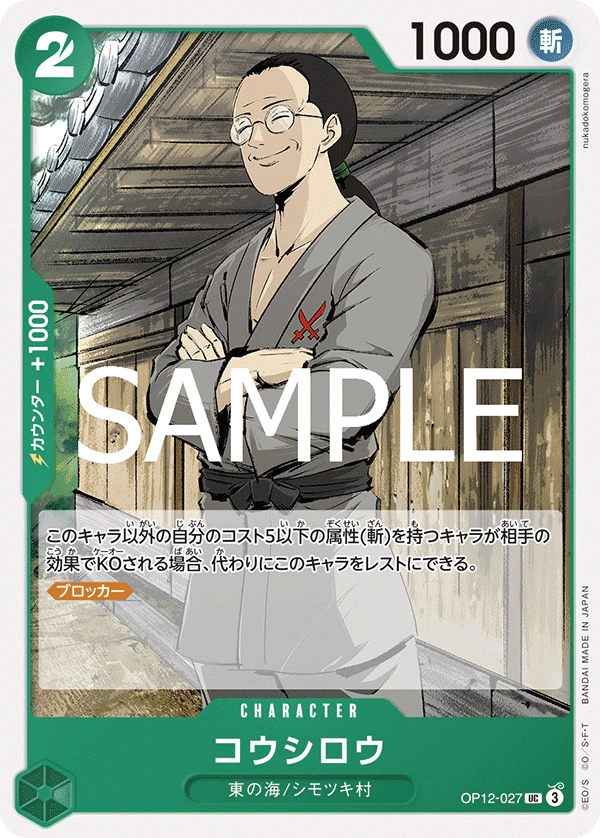 2
1000
斬
nukadokomogera
カウンター +1000
SAMPLE
このキャラ以外の自分のコスト5以下の属性(斬)を持つキャラが相手の
効果でKOされる場合、代わりにこのキャラをレストにできる。
ブロッカー
CHARACTER
コウシロウ
東の海/シモツキ村
OP12-027 UC 3
©E.O/S ©O/S・F・T BANDAI MADE IN JAPAN